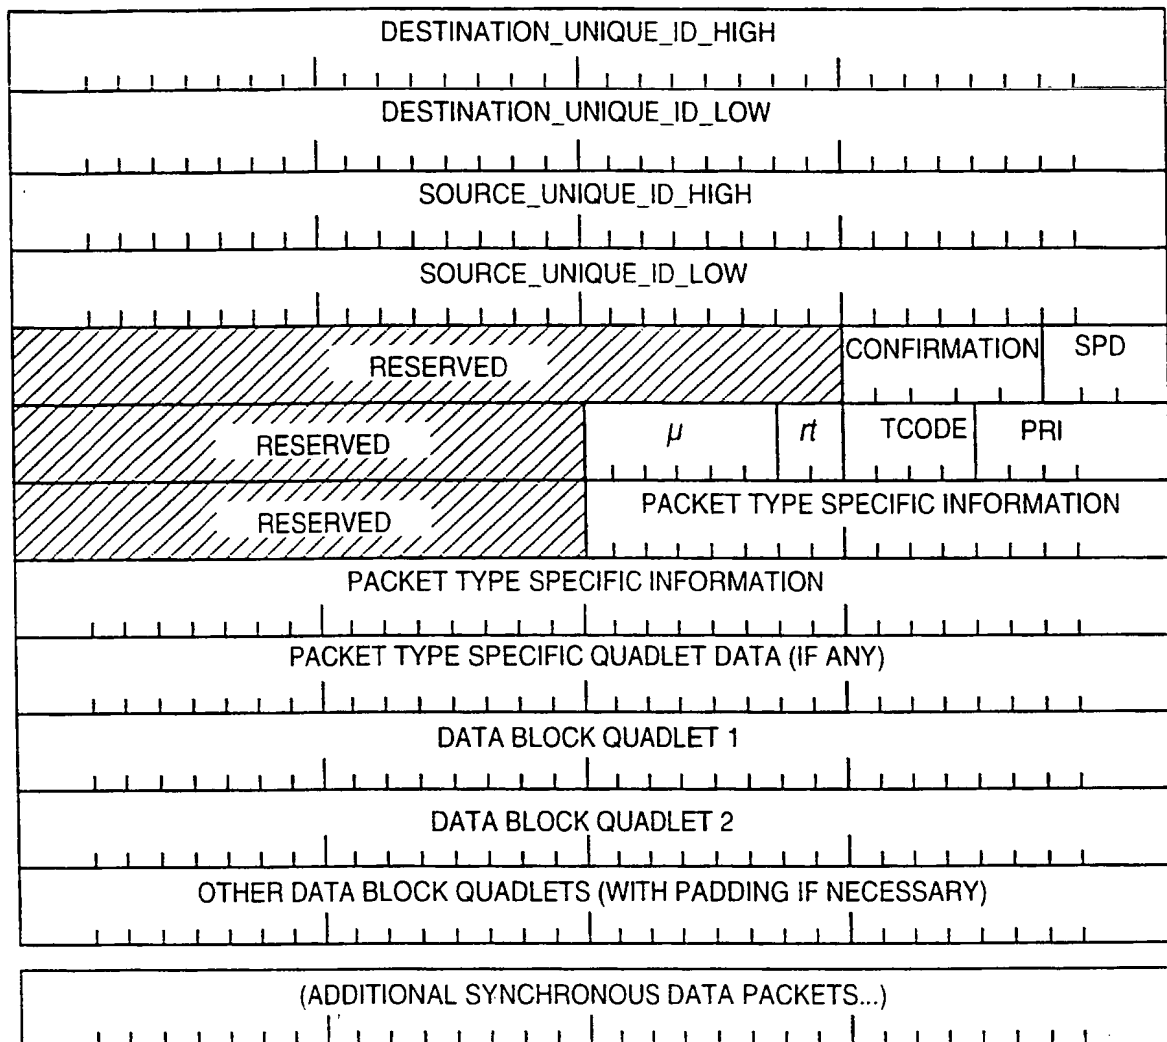 DESTINATION_UNIQUE_ID_HIGH
DESTINATION_UNIQUE_ID_LOW
SOURCE_UNIQUE_ID_HIGH
SOURCE_UNIQUE_ID_LOW
RESERVED CONFIRMATION SPD
RESERVED μ rt TCODE PRI
RESERVED PACKET TYPE SPECIFIC INFORMATION
PACKET TYPE SPECIFIC INFORMATION
PACKET TYPE SPECIFIC QUADLET DATA (IF ANY)
DATA BLOCK QUADLET 1
DATA BLOCK QUADLET 2
OTHER DATA BLOCK QUADLETS (WITH PADDING IF NECESSARY)
(ADDITIONAL SYNCHRONOUS DATA PACKETS...)